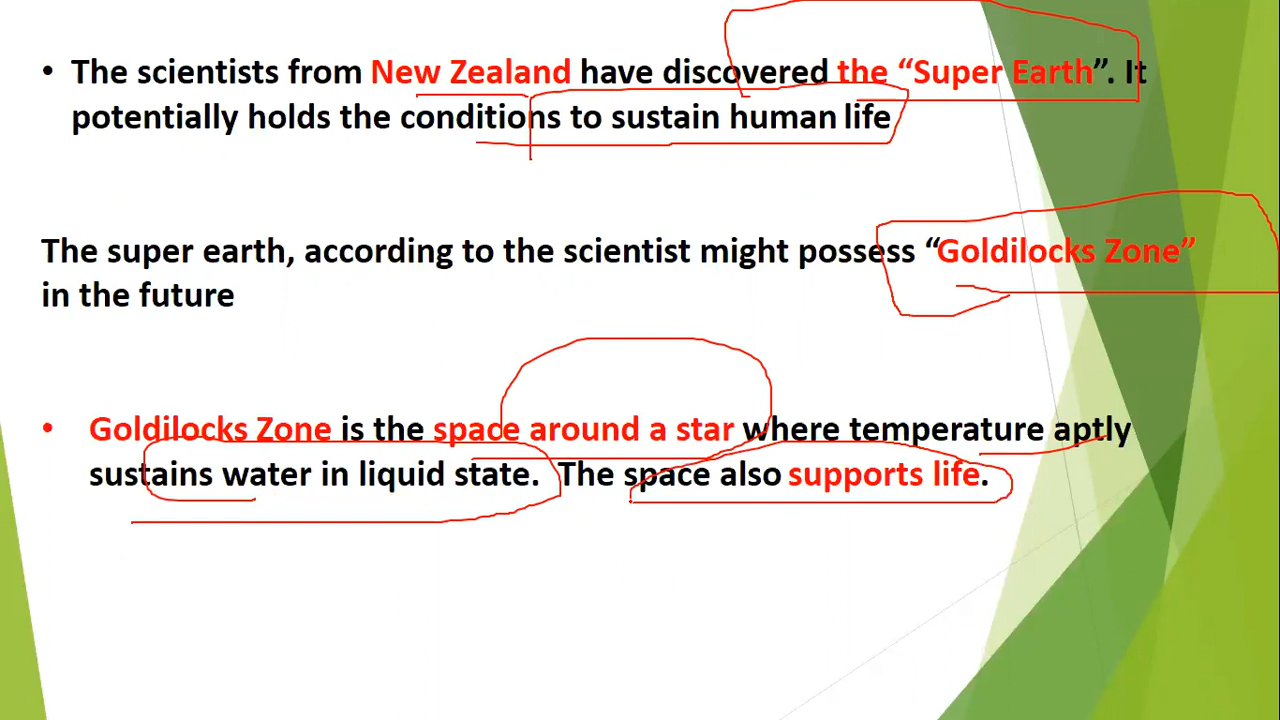 • The scientists from New Zealand have discovered the “Super Earth”. It
potentially holds the conditions to sustain human life
The super earth, according to the scientist might possess “Goldilocks Zone”
in the future
• Goldilocks Zone is the space around a star where temperature aptly
sustains water in liquid state. The space also supports life.